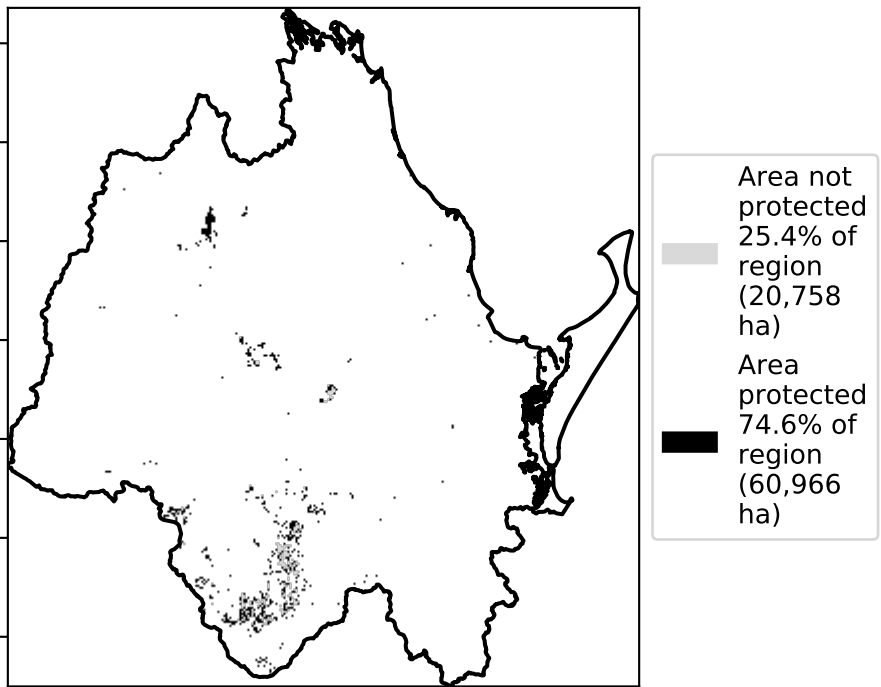 Area not
protected
25.4% of
region
(20,758
ha)
Area
protected
74.6% of
region
(60,966
ha)